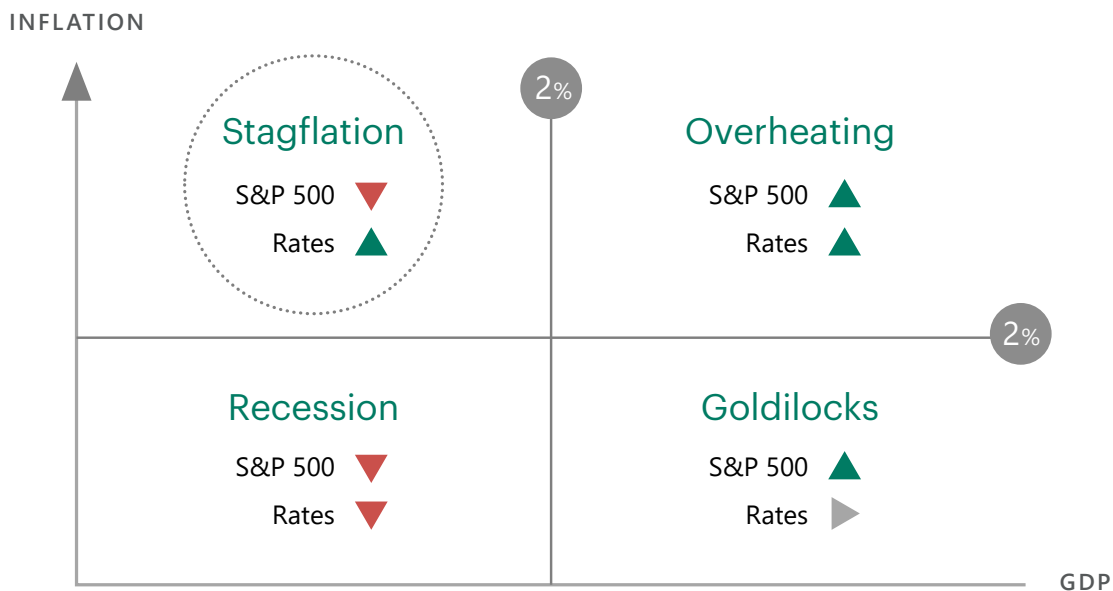 INFLATION
2%
Stagflation
S&P 500
Rates
Overheating
S&P 500
Rates
2%
Recession
S&P 500
Rates
Goldilocks
S&P 500
Rates
GDP